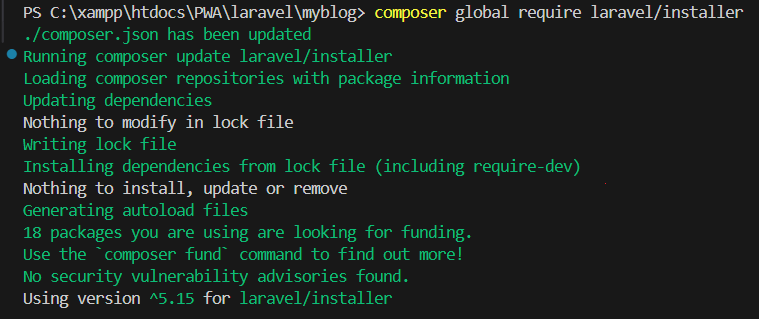 PS C:\xampp\htdocs\PWA\laravel\myblog> composer global require laravel/installer
./composer.json has been updated
Running composer update laravel/installer
Loading composer repositories with package information
Updating dependencies
Nothing to modify in lock file
Writing lock file
Installing dependencies from lock file (including require-dev)
Nothing to install, update or remove
Generating autoload files
18 packages you are using are looking for funding.
Use the `composer fund` command to find out more!
No security vulnerability advisories found.
Using version ^5.15 for laravel/installer